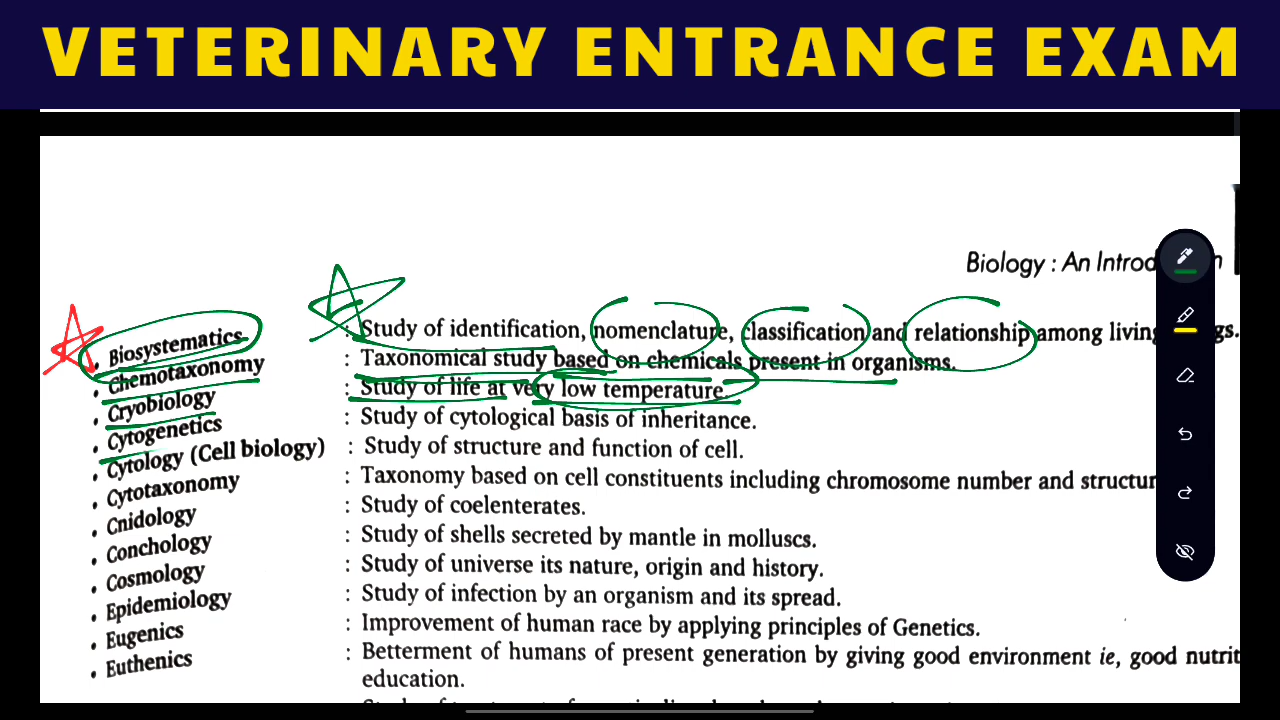 VETERINARY ENTRANCE EXAM
Biology : An
• Biosystematics : Study of identification, nomenclature, classification and relationship among living
• Chemotaxonomy : Taxonomical study based on chemicals present in organisms.
• Cryobiology : Study of life at very low temperature.
• Cytogenetics : Study of cytological basis of inheritance.
• Cytology (Cell biology) : Study of structure and function of cell.
• Cytotaxonomy : Taxonomy based on cell constituents including chromosome number and
• Cnidology : Study of coelenterates.
• Conchology : Study of shells secreted by mantle in molluscs.
• Cosmology : Study of universe its nature, origin and history.
• Epidemiology : Study of infection by an organism and its spread.
• Eugenics : Improvement of human race by applying principles of Genetics.
• Euthenics : Betterment of humans of present generation by giving good environment ie, good
education.